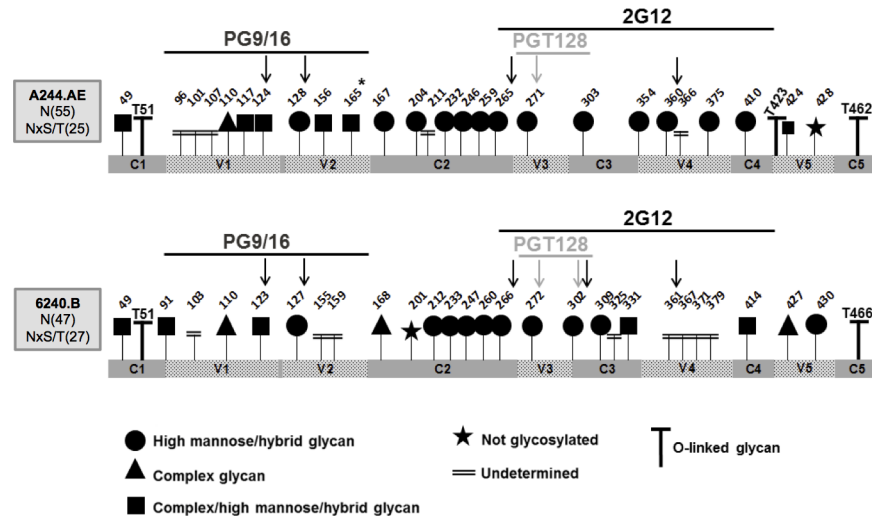 2G12
PG9/16
PGT128
A244.AE
N(55)
NxS/T(25)
49 T51 96 101 107 110 117 124 128 156 165* 167 204 211 232 246 259 265 271 303 354 360 366 375 410 T423 424 428 T462
C1 V1 V2 C2 V3 C3 V4 C4 V5 C5
2G12
PG9/16
PGT128
6240.B
N(47)
NxS/T(27)
49 T51 91 103 110 123 127 155 159 168 201 212 233 247 260 266 272 302 309 325 331 361 367 371 379 414 427 430 T466
C1 V1 V2 C2 V3 C3 V4 C4 V5 C5
High mannose/hybrid glycan
Complex glycan
Complex/high mannose/hybrid glycan
Not glycosylated
Undetermined
O-linked glycan